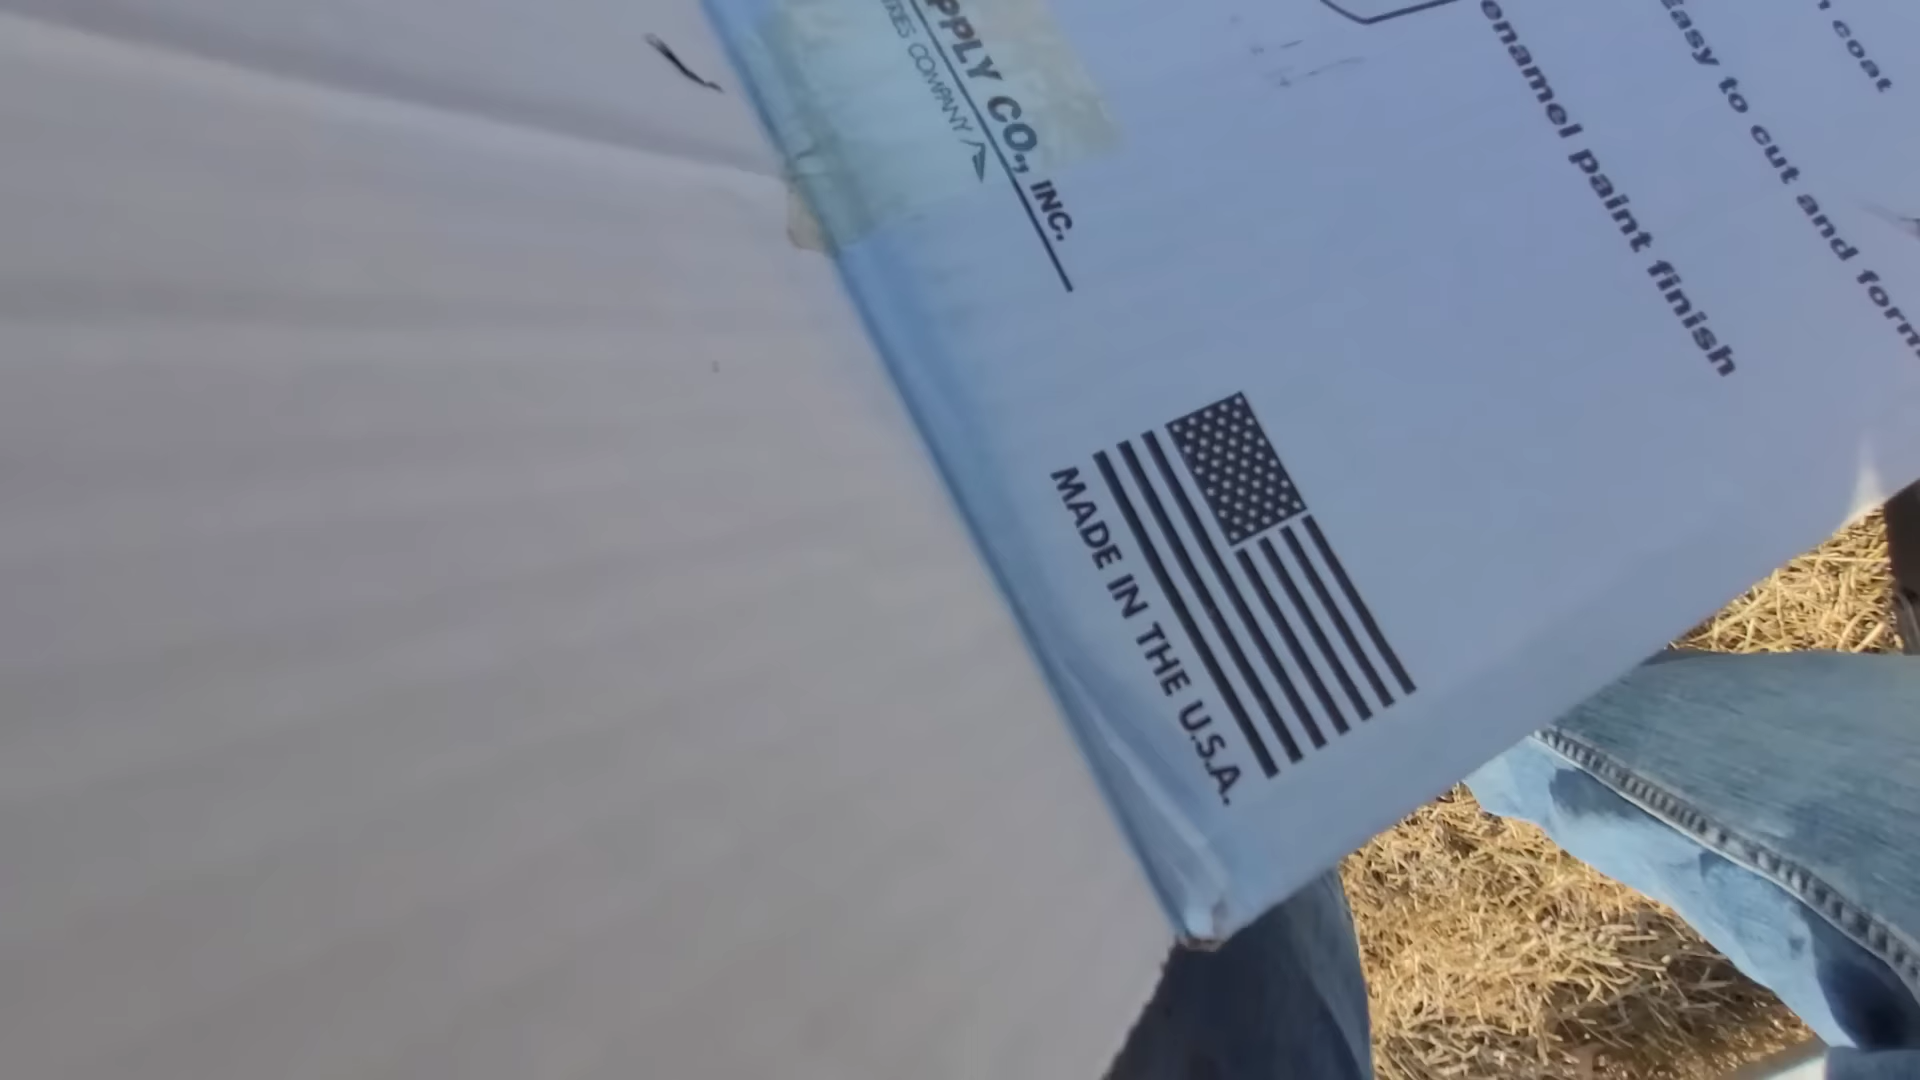 PPLY CO., INC.
COMPANY
coat
Easy to cut and form
enamel paint finish
MADE IN THE U.S.A.